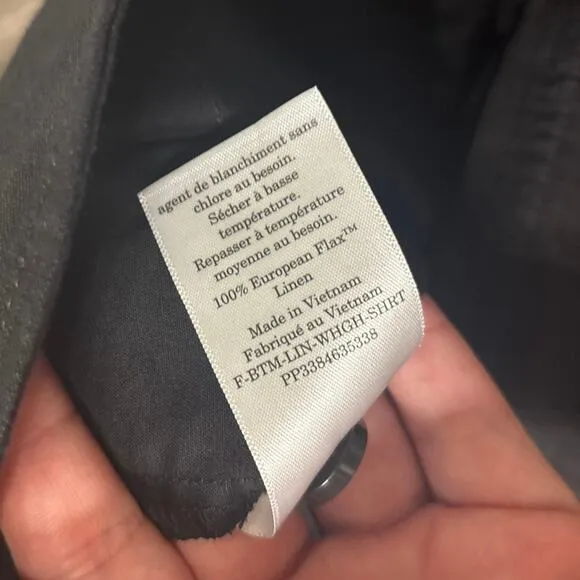 agent de blanchiment sans
chlore au besoin.
Sécher à basse
température.
Repasser à température
moyenne au besoin.
100% European Flax™
Linen
Made in Vietnam
Fabriqué au Vietnam
F-BTM-LIN-WHGH-SHRT
PP3384635338